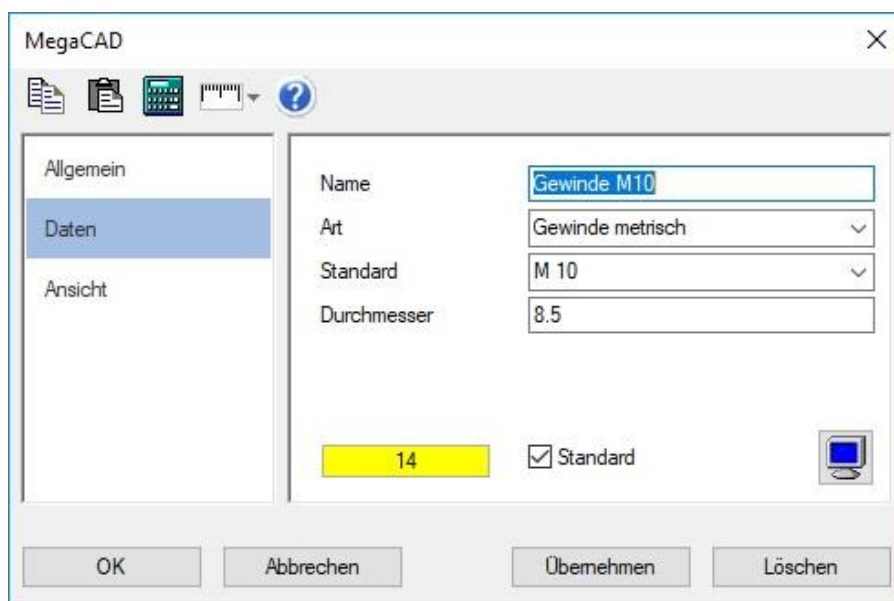 MegaCAD
Allgemein
Daten
Ansicht
Name Gewinde M10
Art Gewinde metrisch
Standard M 10
Durchmesser 8.5
14 Standard
OK Abbrechen Übernehmen Löschen